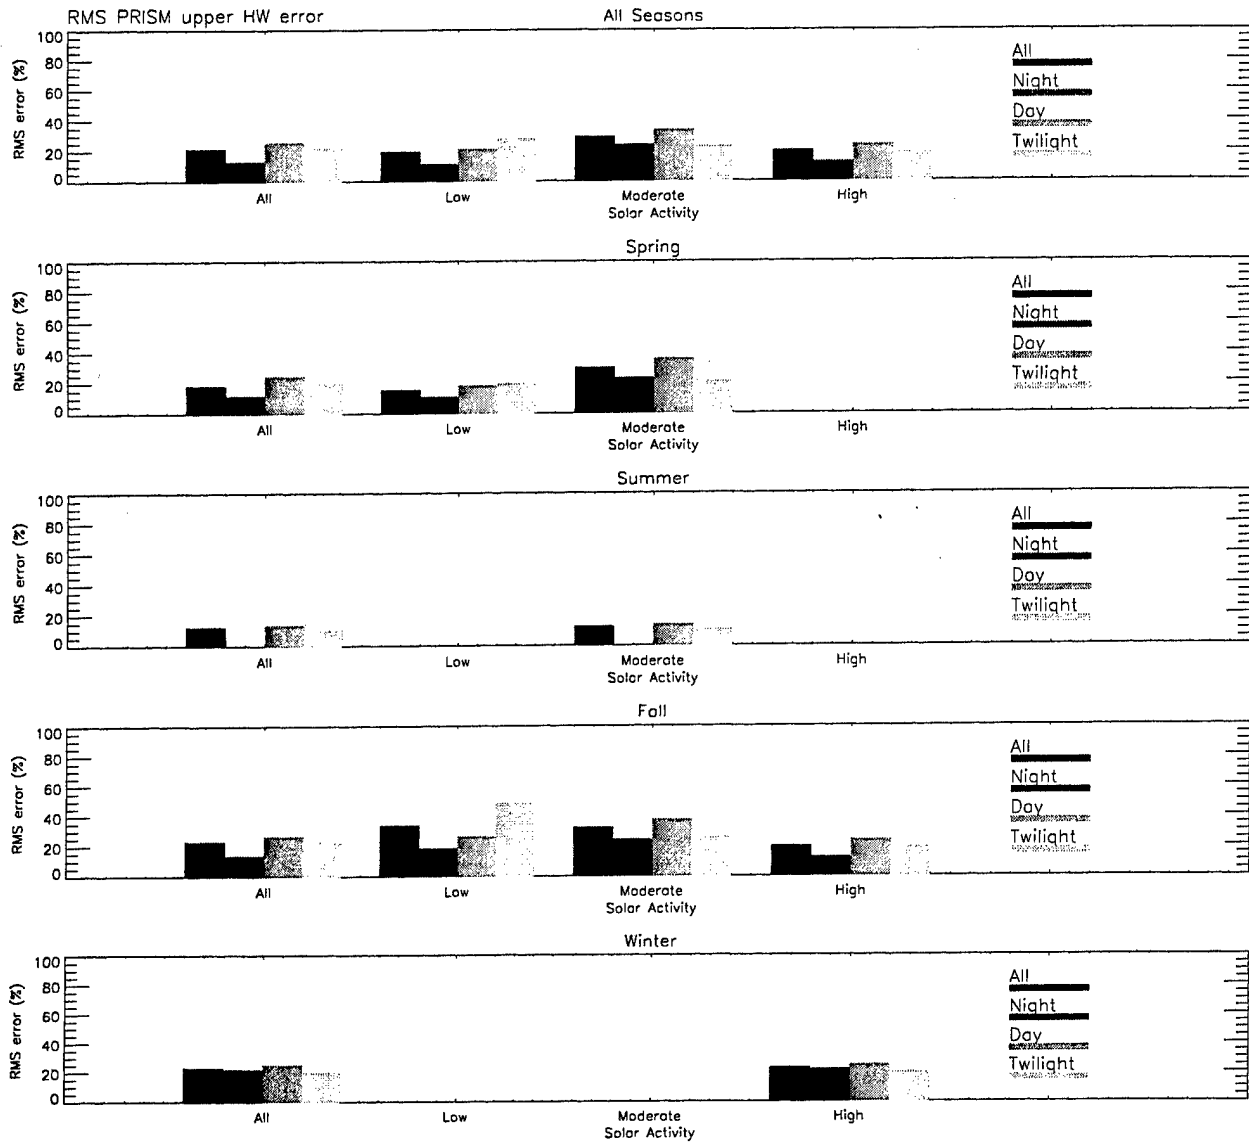 RMS PRISM upper HW error
All Seasons
RMS error (%)
100
80
60
40
20
0
All
Night
Day
Twilight
All
Low
Moderate
High
Solar Activity
Spring
RMS error (%)
100
80
60
40
20
0
All
Night
Day
Twilight
All
Low
Moderate
High
Solar Activity
Summer
RMS error (%)
100
80
60
40
20
0
All
Night
Day
Twilight
All
Low
Moderate
High
Solar Activity
Fall
RMS error (%)
100
80
60
40
20
0
All
Night
Day
Twilight
All
Low
Moderate
High
Solar Activity
Winter
RMS error (%)
100
80
60
40
20
0
All
Night
Day
Twilight
All
Low
Moderate
High
Solar Activity